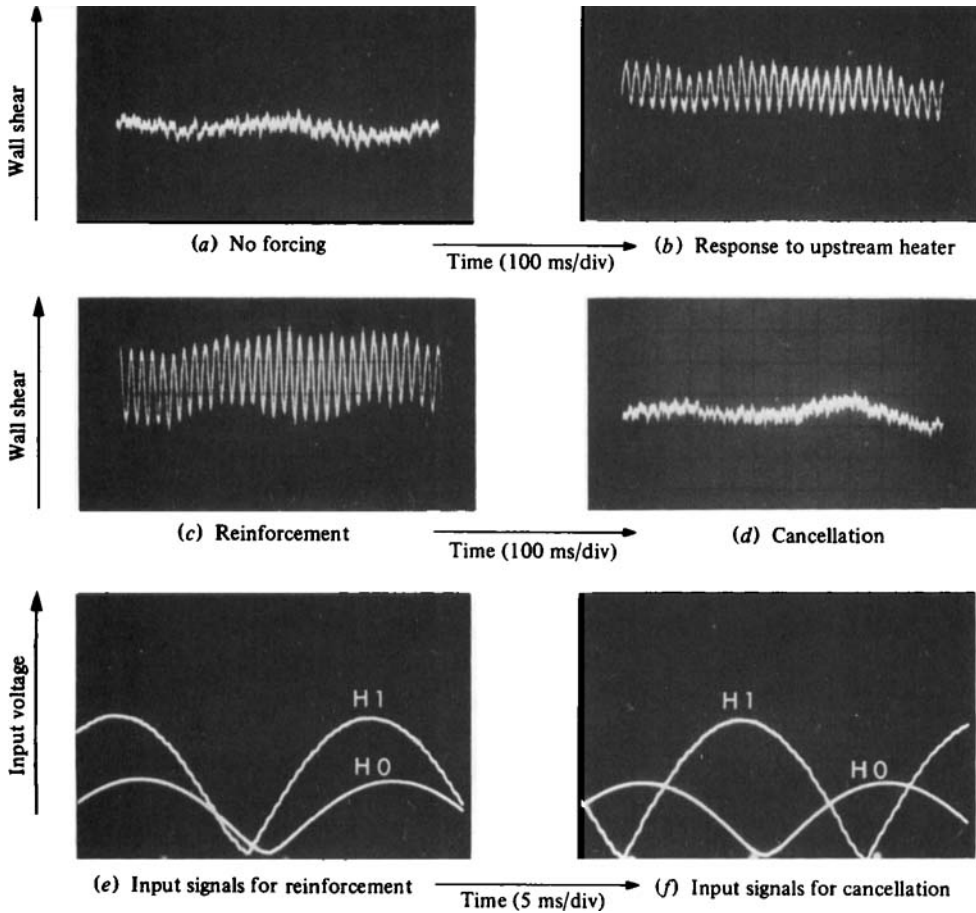 Wall shear
(a) No forcing
Time (100 ms/div)
(b) Response to upstream heater
Wall shear
(c) Reinforcement
Time (100 ms/div)
(d) Cancellation
Input voltage
H1
H0
H1
H0
(e) Input signals for reinforcement
Time (5 ms/div)
(f) Input signals for cancellation